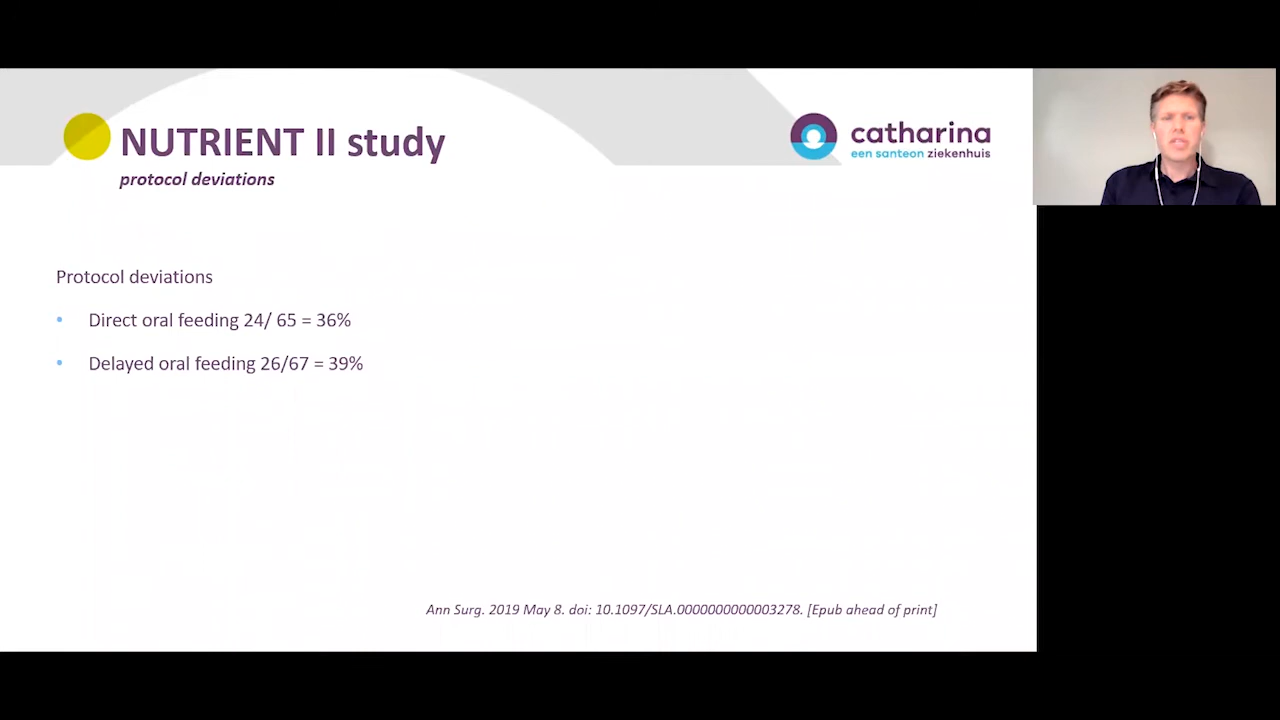 NUTRIENT II study
protocol deviations
catharina
een santeon ziekenhuis
Protocol deviations
• Direct oral feeding 24/ 65 = 36%
• Delayed oral feeding 26/67 = 39%
Ann Surg. 2019 May 8. doi: 10.1097/SLA.0000000000003278. [Epub ahead of print]